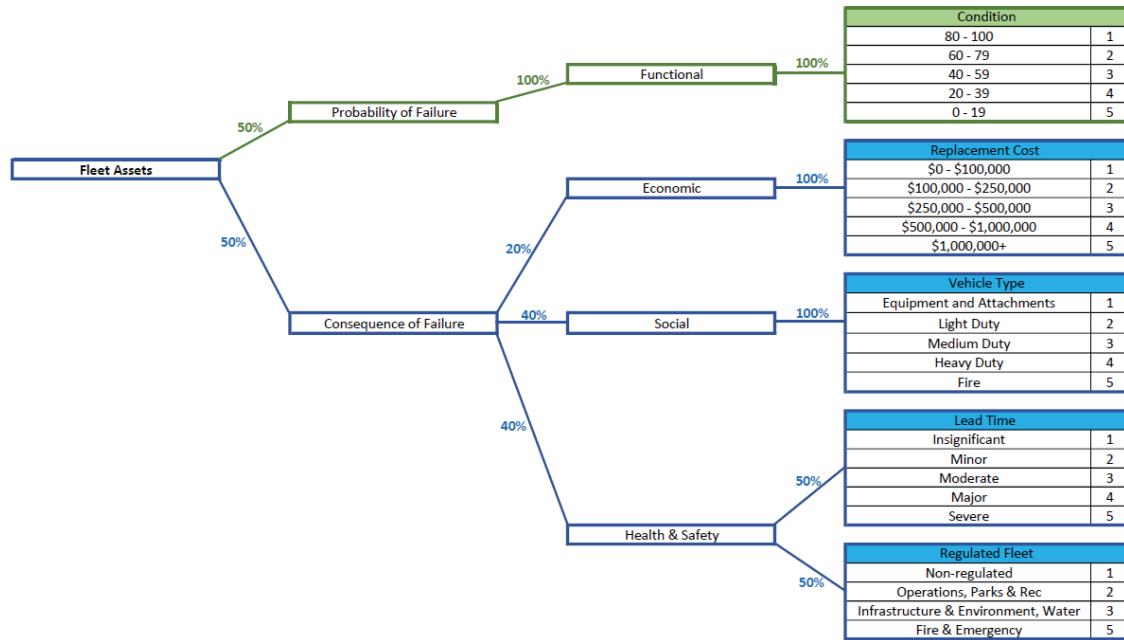 Condition
80 - 100 1
60 - 79 2
40 - 59 3
20 - 39 4
0 - 19 5
100%
Functional
100%
Probability of Failure
50%
Fleet Assets
50%
Replacement Cost
$0 - $100,000 1
$100,000 - $250,000 2
$250,000 - $500,000 3
$500,000 - $1,000,000 4
$1,000,000+ 5
100%
Economic
20%
Consequence of Failure
40%
Social
100%
Vehicle Type
Equipment and Attachments 1
Light Duty 2
Medium Duty 3
Heavy Duty 4
Fire 5
40%
Health & Safety
50%
Lead Time
Insignificant 1
Minor 2
Moderate 3
Major 4
Severe 5
50%
Regulated Fleet
Non-regulated 1
Operations, Parks & Rec 2
Infrastructure & Environment, Water 3
Fire & Emergency 5